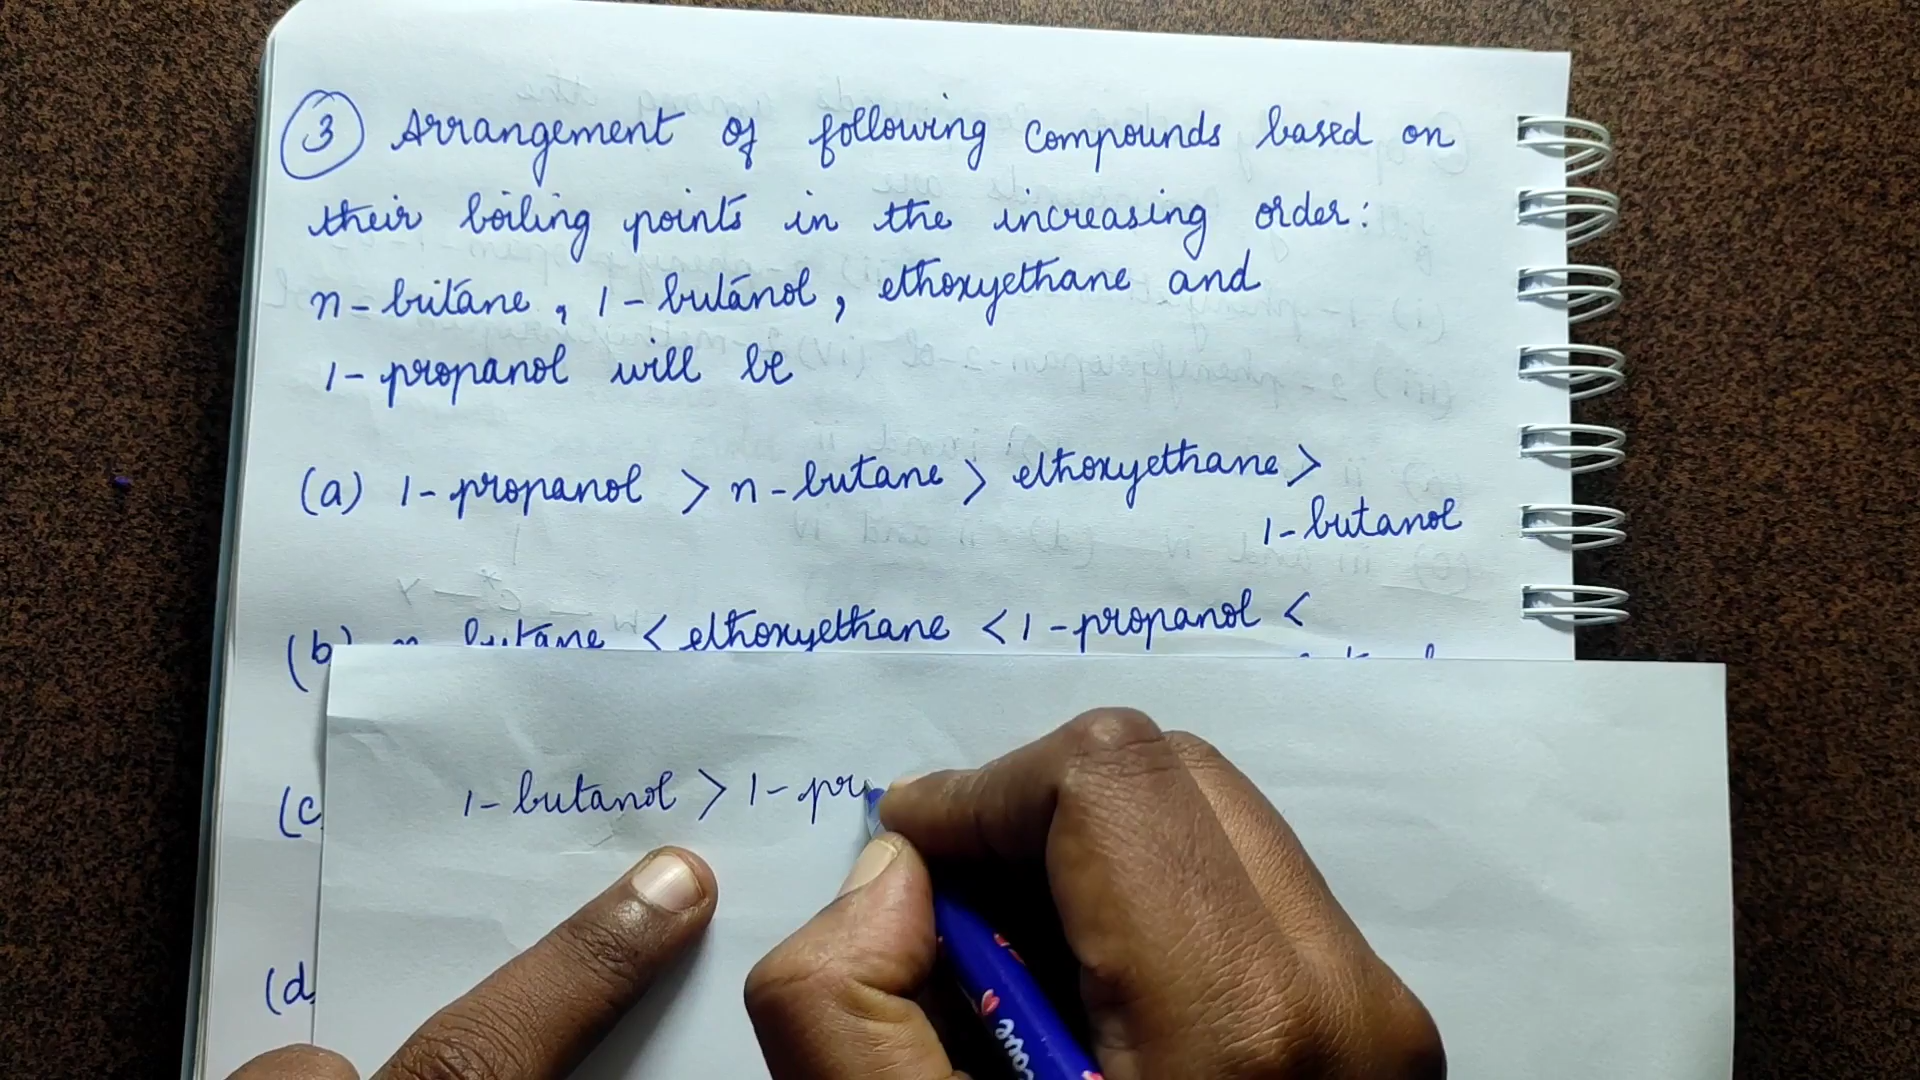 3 Arrangement of following compounds based on
their boiling points in the increasing order:
n-britane, 1-butanol, ethoxyethane and
1-propanol will be
(a) 1-propanol > n-butane > ethoxyethane >
1-butanol
(b) n-butane < ethoxyethane < 1-propanol <
(c
1-butanol > 1-pr
(d